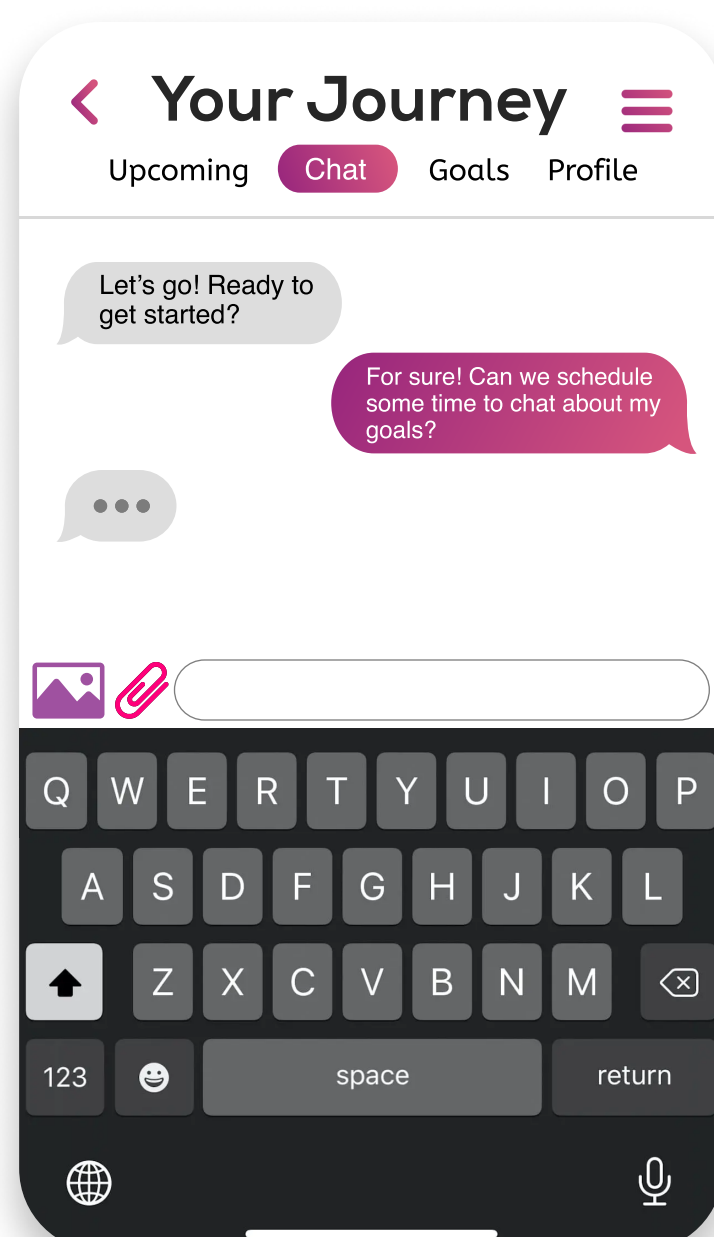 Your Journey
Upcoming Chat Goals Profile
Let’s go! Ready to
get started?
For sure! Can we schedule
some time to chat about my
goals?
Q W E R T Y U I O P
A S D F G H J K L
Z X C V B N M
123 space return